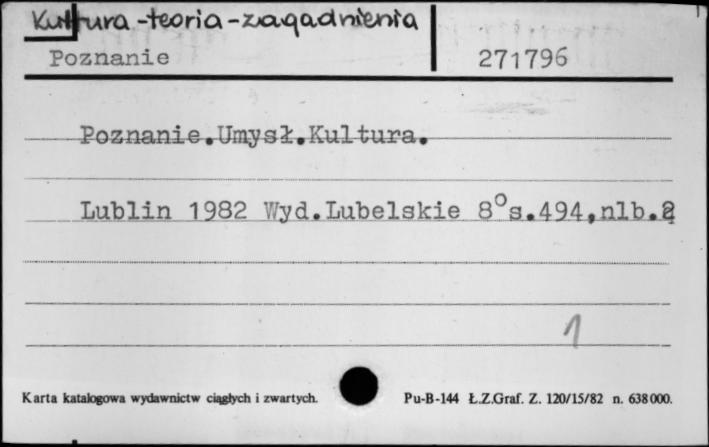 Kultura-teoria-zagadnienia
Poznanie 271796
Poznanie.Umysł.Kultura.
Lublin 1982 Wyd.Lubelskie 8°s.494,nlb.2
1
Karta katalogowa wydawnictw ciągłych i zwartych. Pu-B-144 Ł.Z.Graf. Z. 120/15/82 n. 638000.